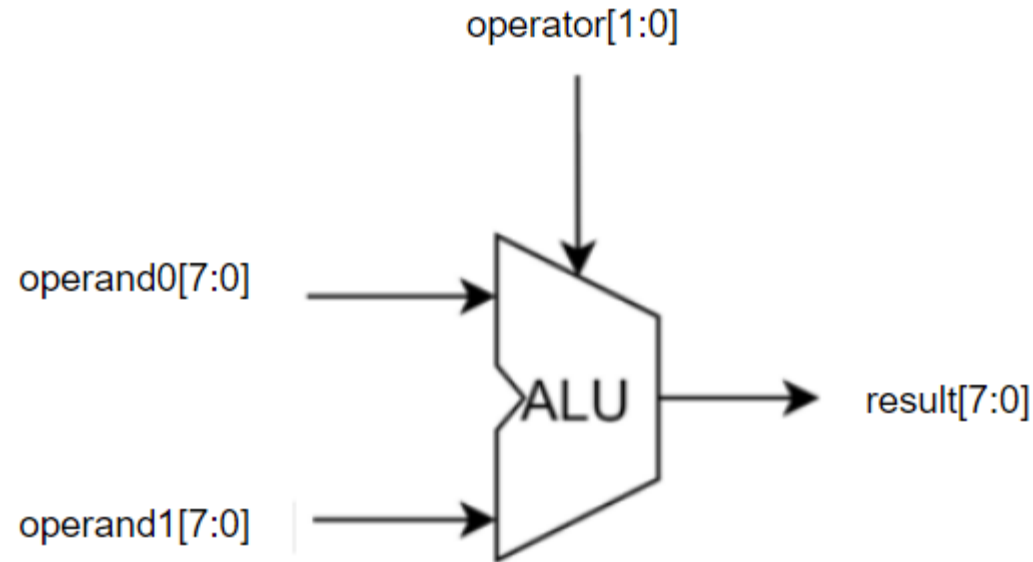 operator[1:0]
operand0[7:0]
ALU
result[7:0]
operand1[7:0]